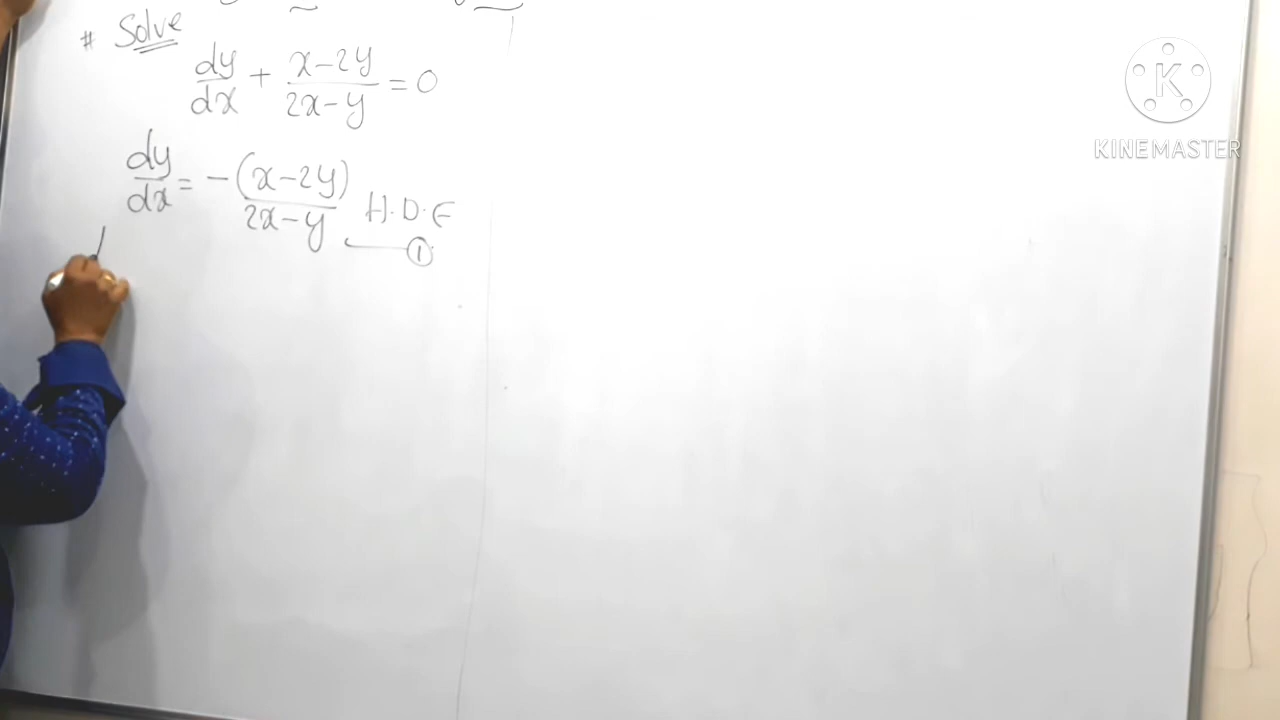 # Solve
dy/dx + (x-2y)/(2x-y) = 0
dy/dx = -(x-2y)/(2x-y) H.D.E
①
K
KINEMASTER